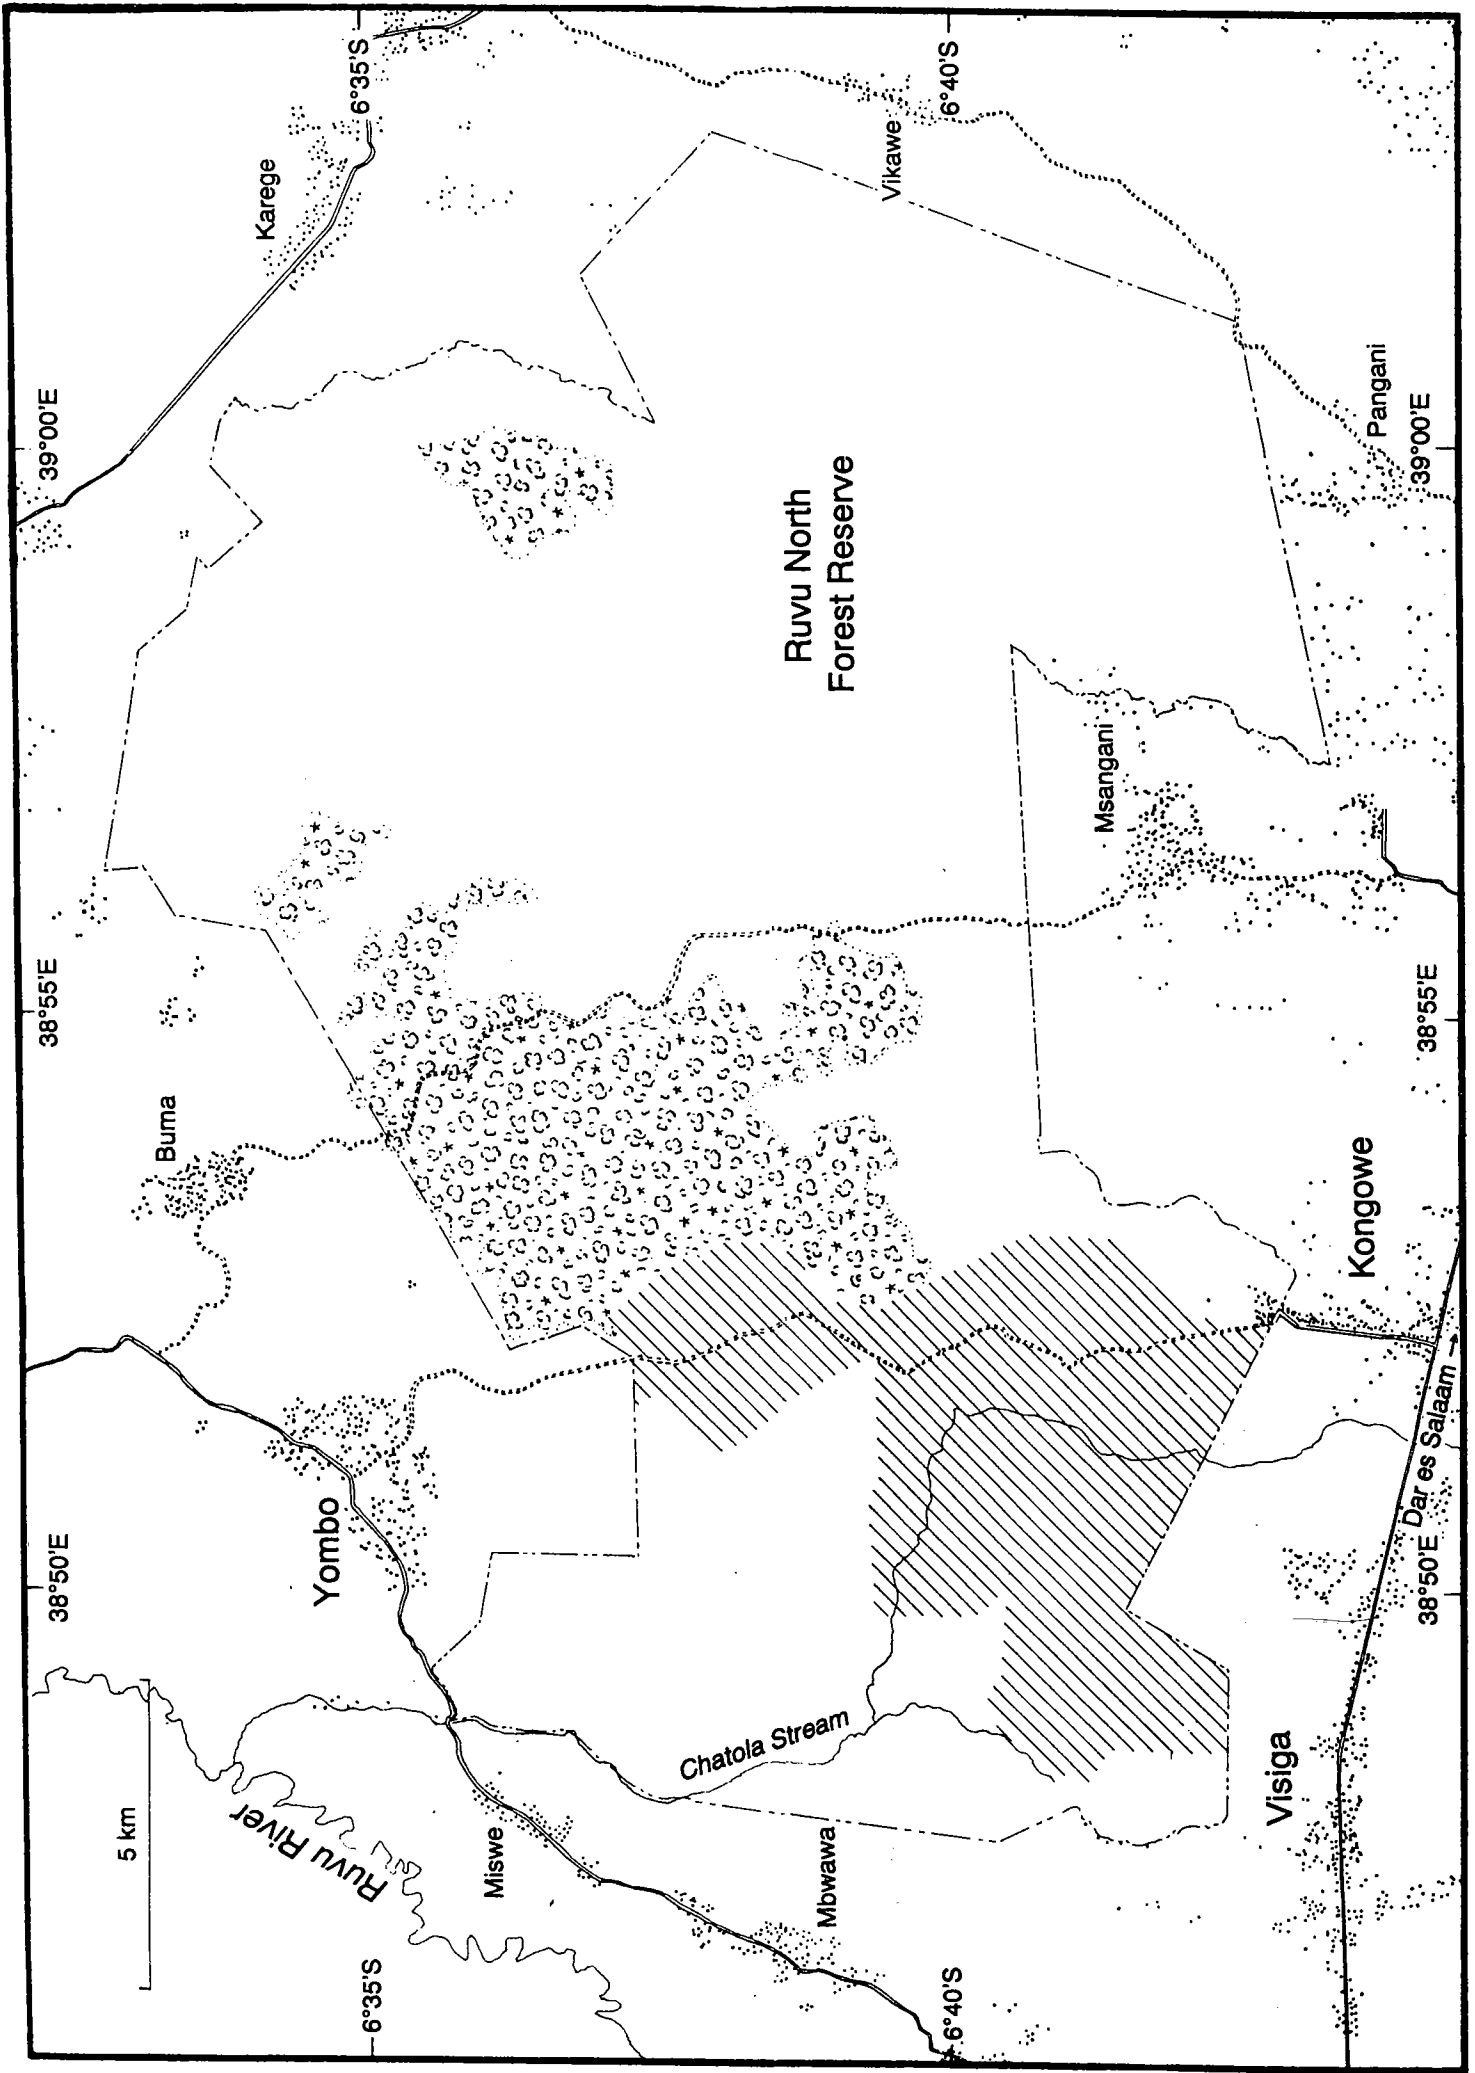 38°50'E
38°55'E
39°00'E
Ruvu River
5 km
Yombo
Buma
Karege
6°35'S
6°35'S
Miswe
Mbwawa
Chatola Stream
Ruvu North
Forest Reserve
Vikawe
6°40'S
6°40'S
Visiga
Kongowe
Msangani
Pangani
Dar es Salaam
38°50'E
38°55'E
39°00'E